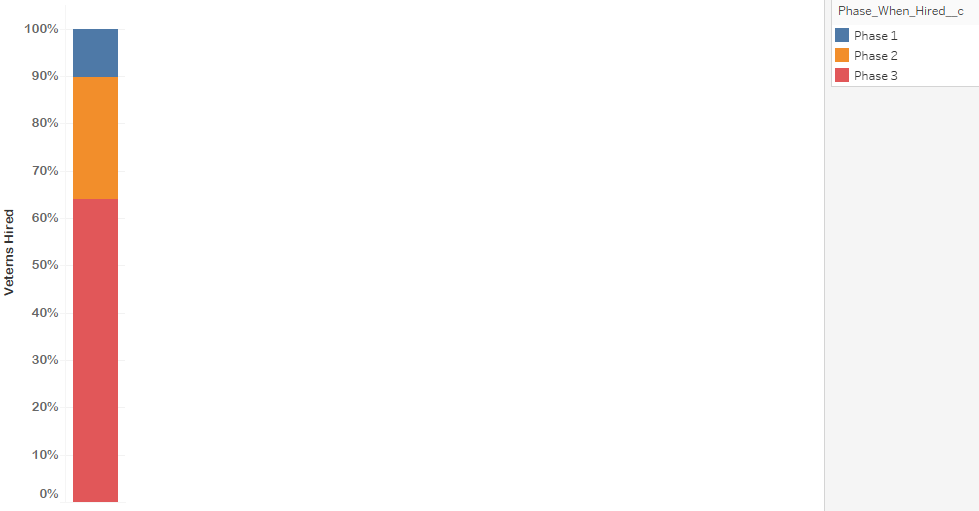 100%
90%
80%
70%
60%
50%
40%
30%
20%
10%
0%
Veterns Hired
Phase_When_Hired__c
Phase 1
Phase 2
Phase 3